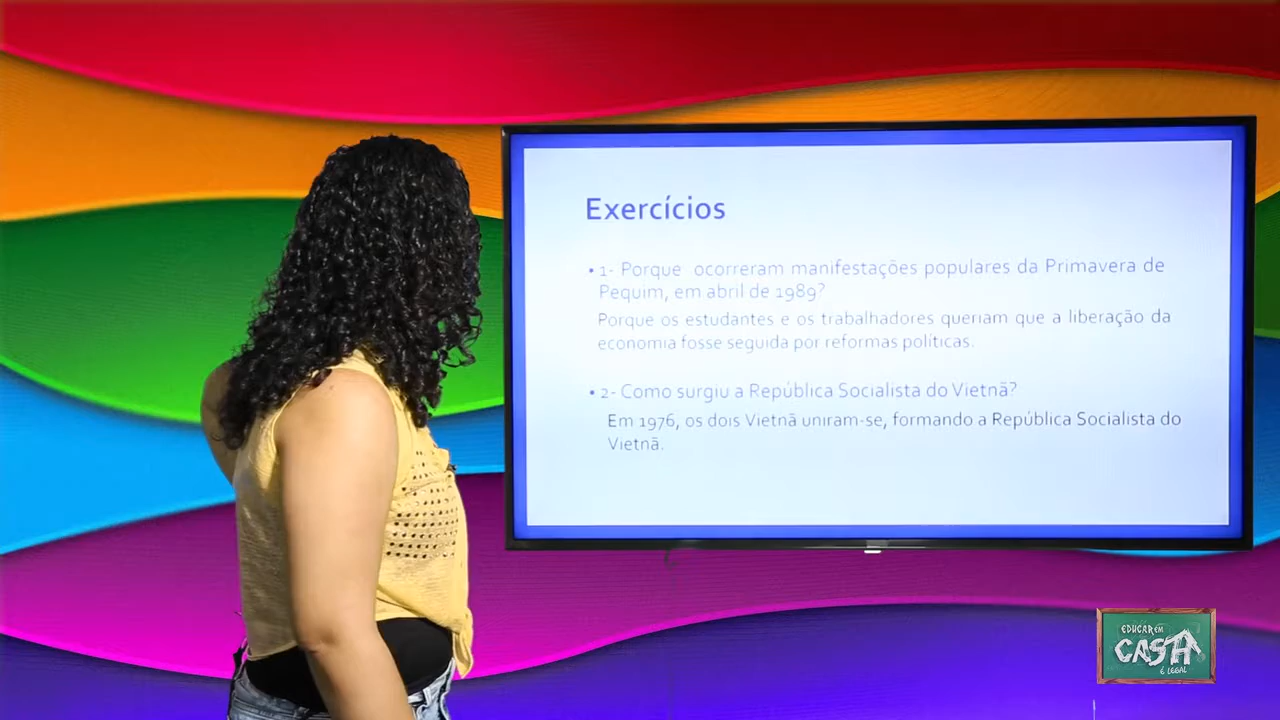 Exercícios
• 1- Porque ocorreram manifestações populares da Primavera de
Pequim, em abril de 1989?
Porque os estudantes e os trabalhadores queriam que a liberação da
economia fosse seguida por reformas políticas.
• 2- Como surgiu a República Socialista do Vietnã?
Em 1976, os dois Vietnã uniram-se, formando a República Socialista do
Vietnã.
EDUCAR EM
CASA
É LEGAL